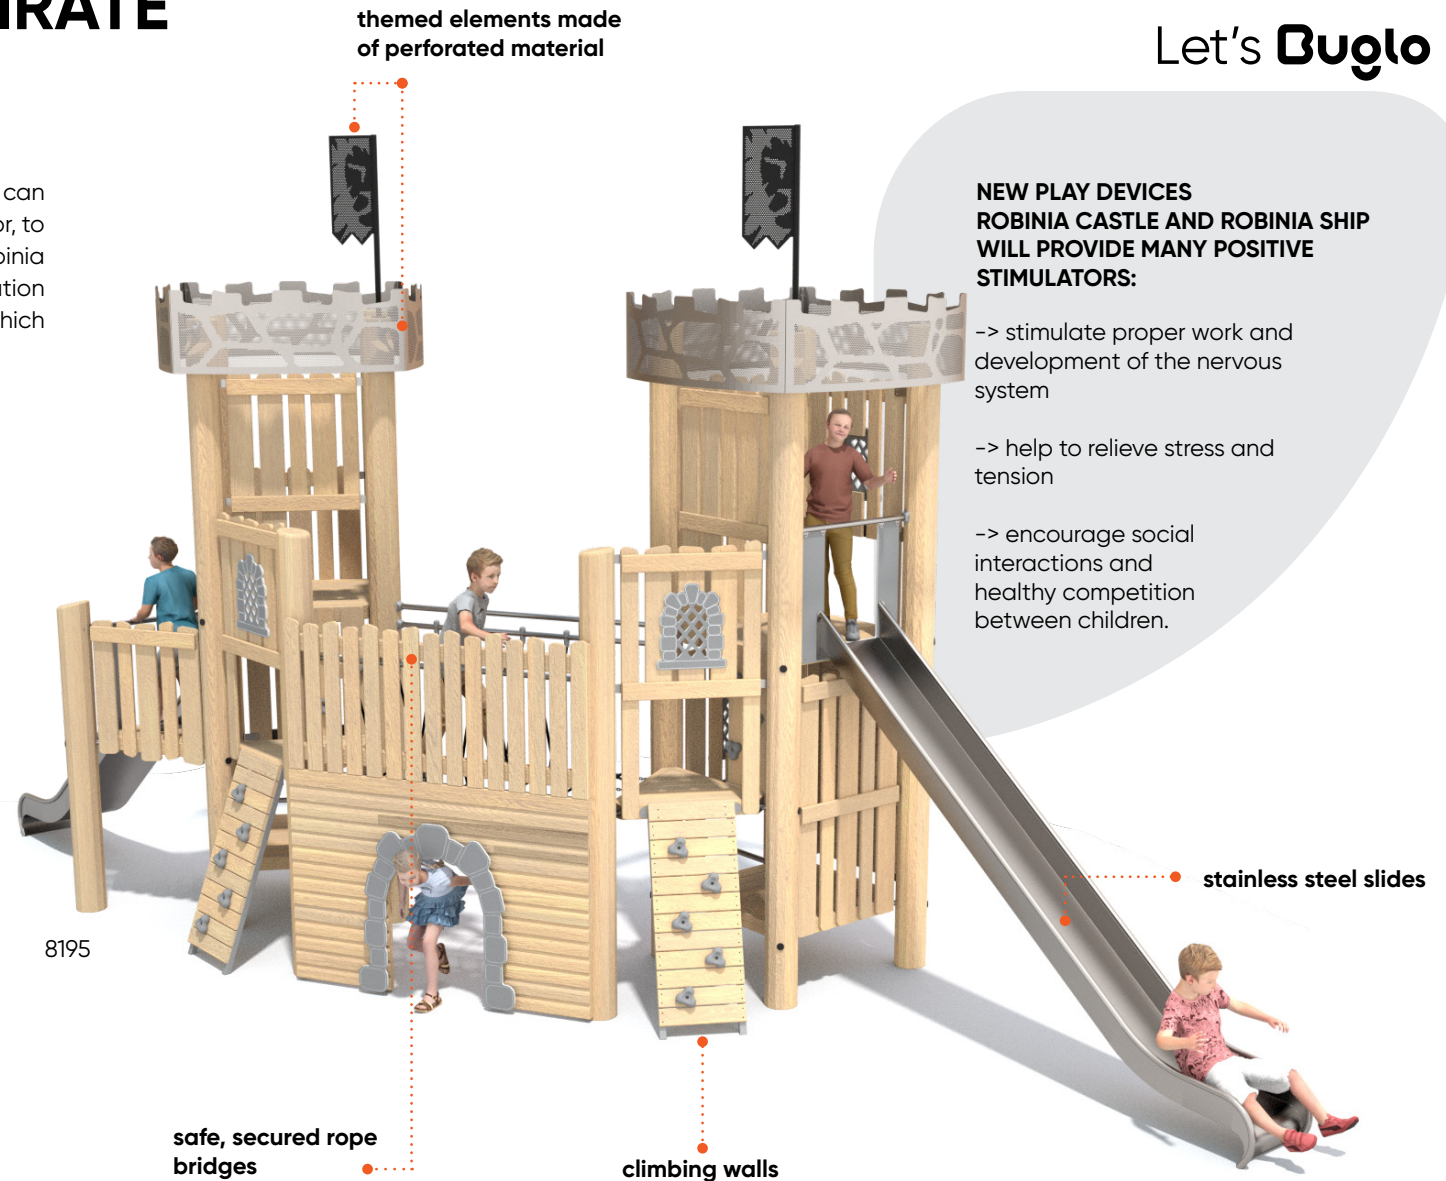 IRATE
themed elements made
of perforated material
Let's Buglo
can
or, to
binia
ation
hich
NEW PLAY DEVICES
ROBINIA CASTLE AND ROBINIA SHIP
WILL PROVIDE MANY POSITIVE
STIMULATORS:
-> stimulate proper work and
development of the nervous
system
-> help to relieve stress and
tension
-> encourage social
interactions and
healthy competition
between children.
stainless steel slides
8195
safe, secured rope
bridges
climbing walls